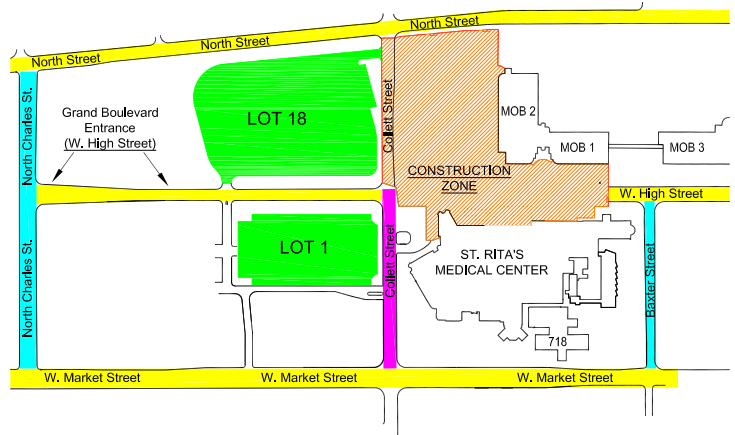 North Street
North Street
North Street
North Charles St.
Grand Boulevard
Entrance
(W. High Street)
LOT 18
Collett Street
MOB 2
MOB 1
MOB 3
CONSTRUCTION
ZONE
W. High Street
North Charles St.
LOT 1
Collett Street
ST. RITA'S
MEDICAL CENTER
Baxter Street
718
W. Market Street
W. Market Street
W. Market Street